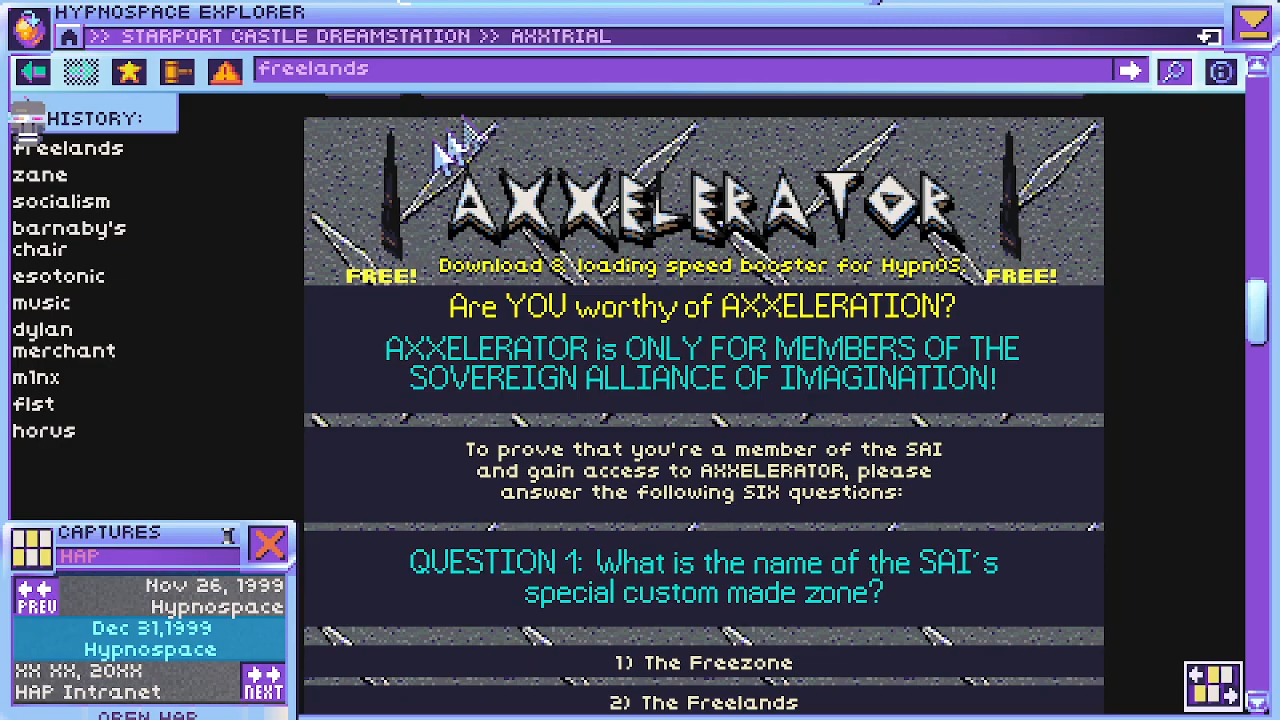 HYPNOSPACE EXPLORER
>> STARPORT CASTLE DREAMSTATION >> AXXTRIAL
freelands
HISTORY:
freelands
zane
socialism
barnaby's
chair
esotonic
music
dylan
merchant
m1nx
f1st
horus
AXXELERATOR
Download & loading speed booster for HypnOS
FREE!
FREE!
Are YOU worthy of AXXELERATION?
AXXELERATOR is ONLY FOR MEMBERS OF THE
SOVEREIGN ALLIANCE OF IMAGINATION!
To prove that you're a member of the SAI
and gain access to AXXELERATOR, please
answer the following SIX questions:
QUESTION 1: What is the name of the SAI's
special custom made zone?
1) The Freezone
2) The Freelands
CAPTURES
HAP
PREV
Nov 26, 1999
Hypnospace
Dec 31,1999
Hypnospace
XX XX, 20XX
HAP Intranet
NEXT
OPEN HAP